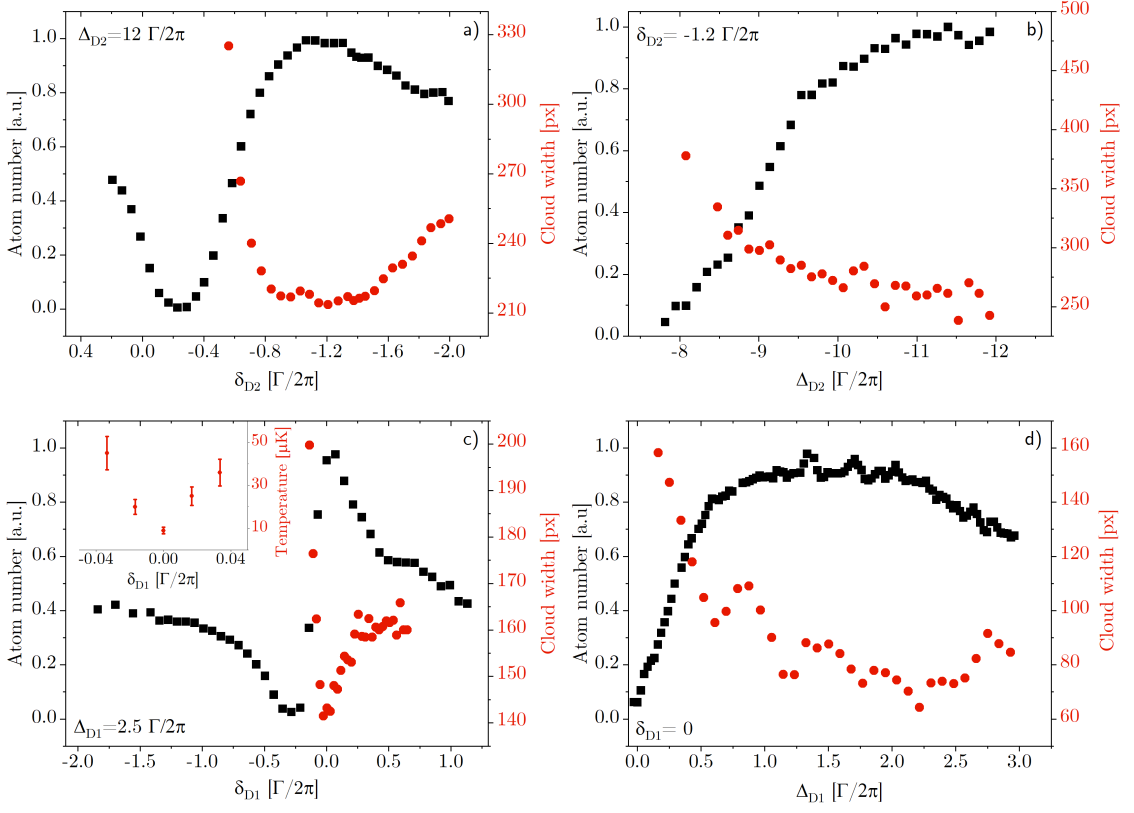 Δ_D2=12 Γ/2π
a)
Atom number [a.u.]
1.0
0.8
0.6
0.4
0.2
0.0
330
300
270
240
210
Cloud width [px]
0.4 0.0 -0.4 -0.8 -1.2 -1.6 -2.0
δ_D2 [Γ/2π]
δ_D2= -1.2 Γ/2π
b)
Atom number [a.u.]
1.0
0.8
0.6
0.4
0.2
0.0
500
450
400
350
300
250
Cloud width [px]
-8 -9 -10 -11 -12
Δ_D2 [Γ/2π]
c)
Atom number [a.u.]
1.0
0.8
0.6
0.4
0.2
0.0
50
30
10
Temperature [µK]
-0.04 0.00 0.04
δ_D1 [Γ/2π]
Δ_D1=2.5 Γ/2π
200
190
180
170
160
150
140
Cloud width [px]
-2.0 -1.5 -1.0 -0.5 0.0 0.5 1.0
δ_D1 [Γ/2π]
d)
Atom number [a.u]
1.0
0.8
0.6
0.4
0.2
0.0
δ_D1= 0
160
140
120
100
80
60
Cloud width [px]
0.0 0.5 1.0 1.5 2.0 2.5 3.0
Δ_D1 [Γ/2π]